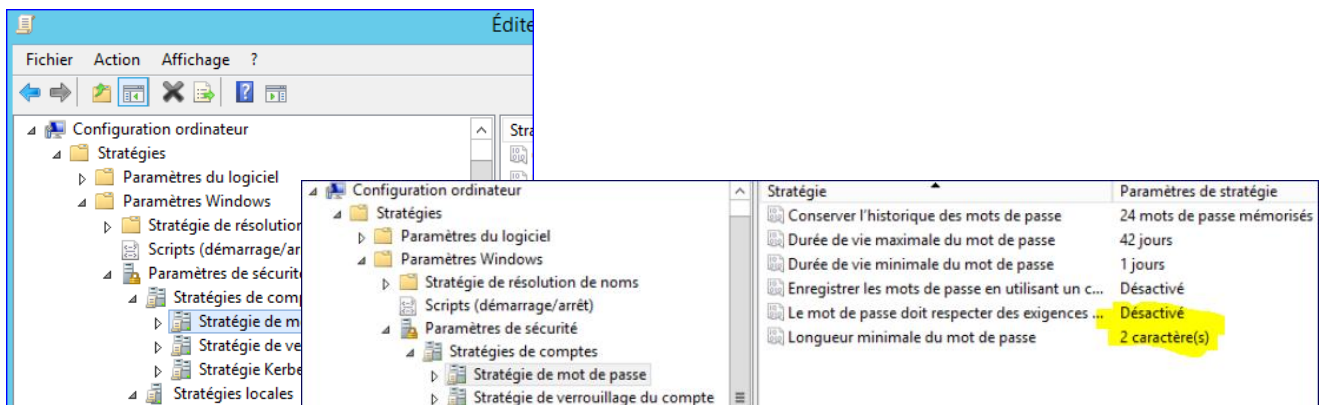 Édite
Fichier Action Affichage ?
Configuration ordinateur
Stratégies
Paramètres du logiciel
Paramètres Windows
Stratégie de résolution
Scripts (démarrage/ar
Paramètres de sécurité
Stratégies de comp
Stratégie de m
Stratégie de ve
Stratégie Kerbe
Stratégies locales
Stra
Configuration ordinateur
Stratégies
Paramètres du logiciel
Paramètres Windows
Stratégie de résolution de noms
Scripts (démarrage/arrêt)
Paramètres de sécurité
Stratégies de comptes
Stratégie de mot de passe
Stratégie de verrouillage du compte
Stratégie Paramètres de stratégie
Conserver l'historique des mots de passe 24 mots de passe mémorisés
Durée de vie maximale du mot de passe 42 jours
Durée de vie minimale du mot de passe 1 jours
Enregistrer les mots de passe en utilisant un c... Désactivé
Le mot de passe doit respecter des exigences ... Désactivé
Longueur minimale du mot de passe 2 caractère(s)